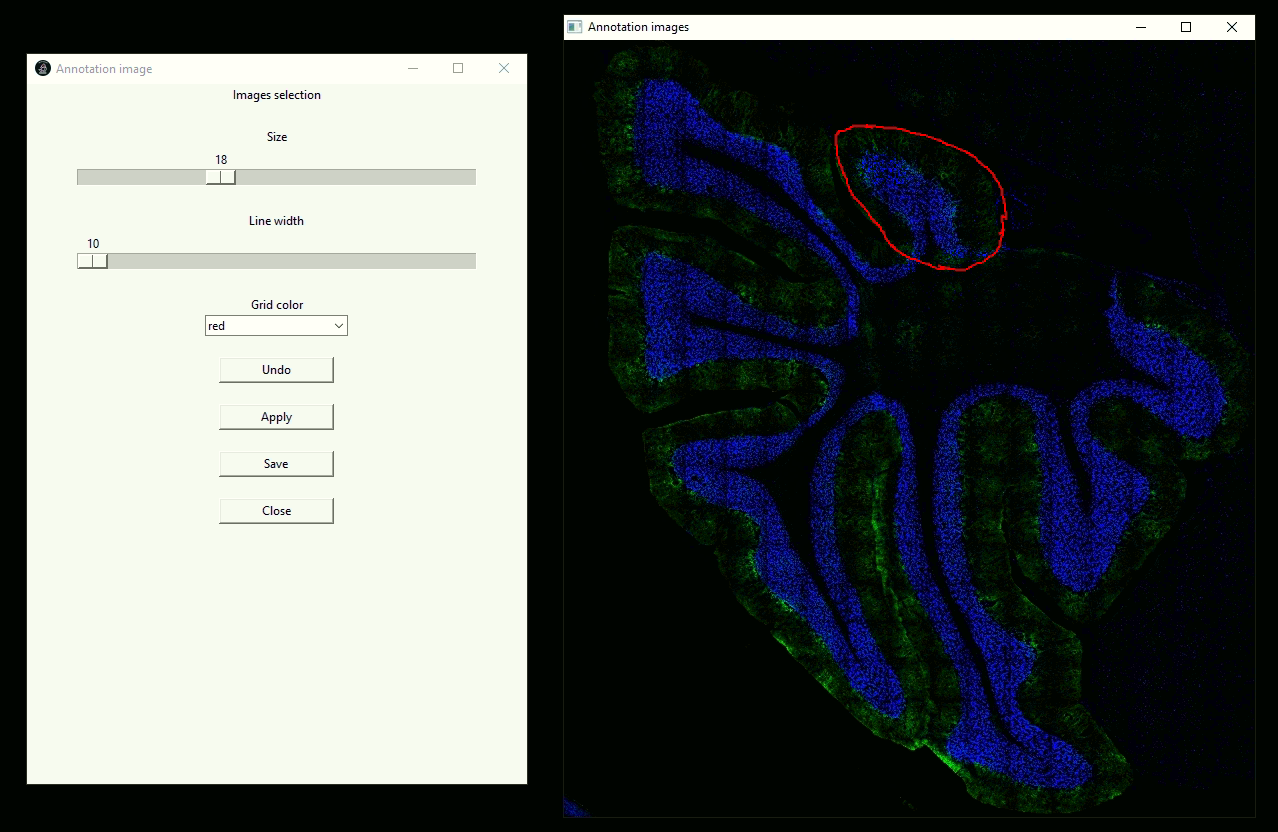 Annotation image
Images selection
Size
18
Line width
10
Grid color
red
Undo
Apply
Save
Close
Annotation images